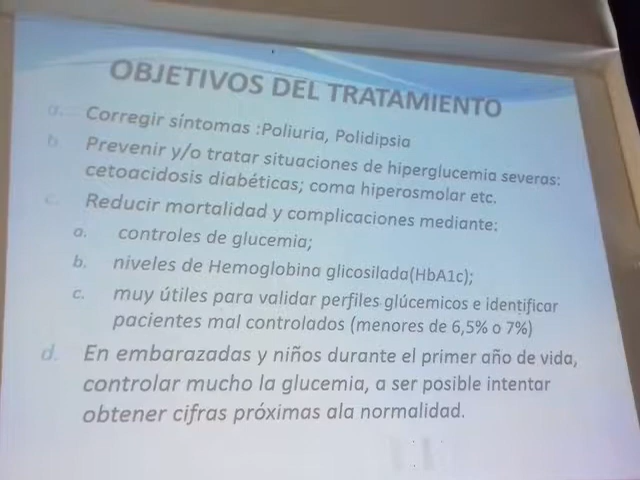 OBJETIVOS DEL TRATAMIENTO
a. Corregir síntomas :Poliuria, Polidipsia
b. Prevenir y/o tratar situaciones de hiperglucemia severas:
cetoacidosis diabéticas; coma hiperosmolar etc.
c. Reducir mortalidad y complicaciones mediante:
a. controles de glucemia;
b. niveles de Hemoglobina glicosilada(HbA1c);
c. muy útiles para validar perfiles glúcemicos e identificar
pacientes mal controlados (menores de 6,5% o 7%)
d. En embarazadas y niños durante el primer año de vida,
controlar mucho la glucemia, a ser posible intentar
obtener cifras próximas ala normalidad.